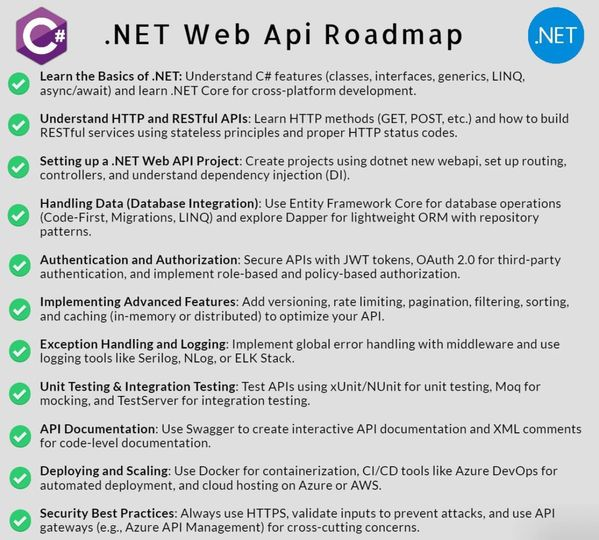 C#
.NET Web Api Roadmap
.NET
Learn the Basics of .NET: Understand C# features (classes, interfaces, generics, LINQ,
async/await) and learn .NET Core for cross-platform development.
Understand HTTP and RESTful APIs: Learn HTTP methods (GET, POST, etc.) and how to build
RESTful services using stateless principles and proper HTTP status codes.
Setting up a .NET Web API Project: Create projects using dotnet new webapi, set up routing,
controllers, and understand dependency injection (DI).
Handling Data (Database Integration): Use Entity Framework Core for database operations
(Code-First, Migrations, LINQ) and explore Dapper for lightweight ORM with repository
patterns.
Authentication and Authorization: Secure APIs with JWT tokens, OAuth 2.0 for third-party
authentication, and implement role-based and policy-based authorization.
Implementing Advanced Features: Add versioning, rate limiting, pagination, filtering, sorting,
and caching (in-memory or distributed) to optimize your API.
Exception Handling and Logging: Implement global error handling with middleware and use
logging tools like Serilog, NLog, or ELK Stack.
Unit Testing & Integration Testing: Test APIs using xUnit/NUnit for unit testing, Moq for
mocking, and TestServer for integration testing.
API Documentation: Use Swagger to create interactive API documentation and XML comments
for code-level documentation.
Deploying and Scaling: Use Docker for containerization, CI/CD tools like Azure DevOps for
automated deployment, and cloud hosting on Azure or AWS.
Security Best Practices: Always use HTTPS, validate inputs to prevent attacks, and use API
gateways (e.g., Azure API Management) for cross-cutting concerns.